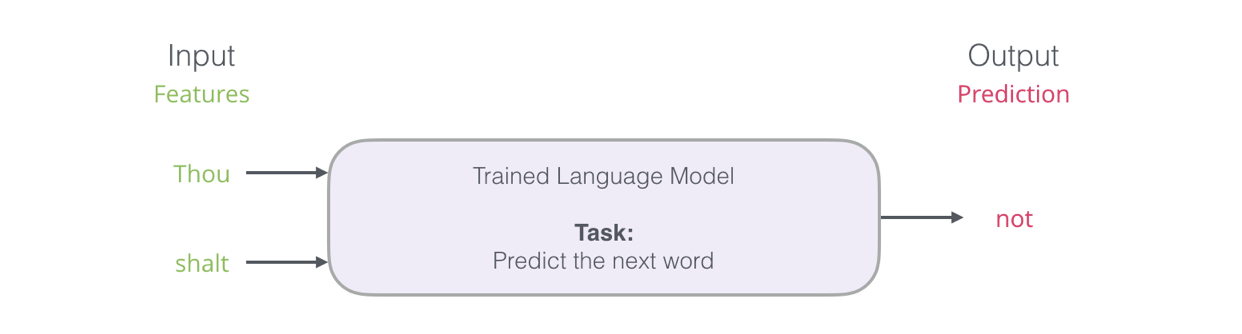 Input
Output
Features
Prediction
Thou
Trained Language Model
not
Task:
shalt
Predict the next word